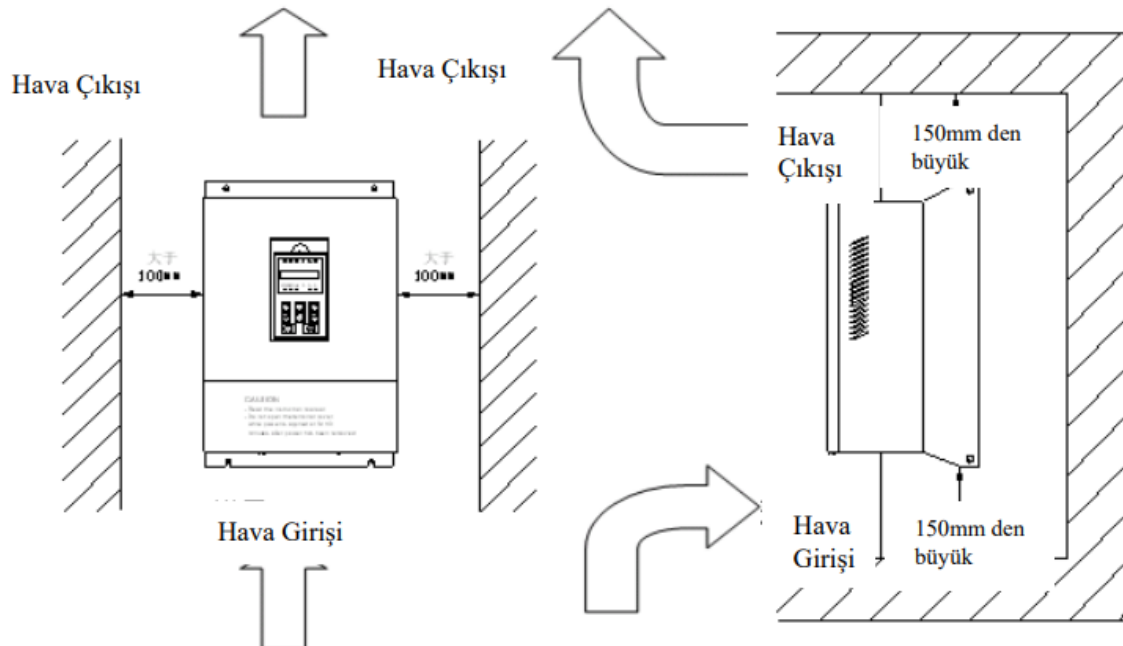 Hava Çıkışı
Hava Çıkışı
大于
100mm
大于
100mm
CAUTION
Hava Girişi
Hava
Çıkışı
150mm den
büyük
Hava
Girişi
150mm den
büyük